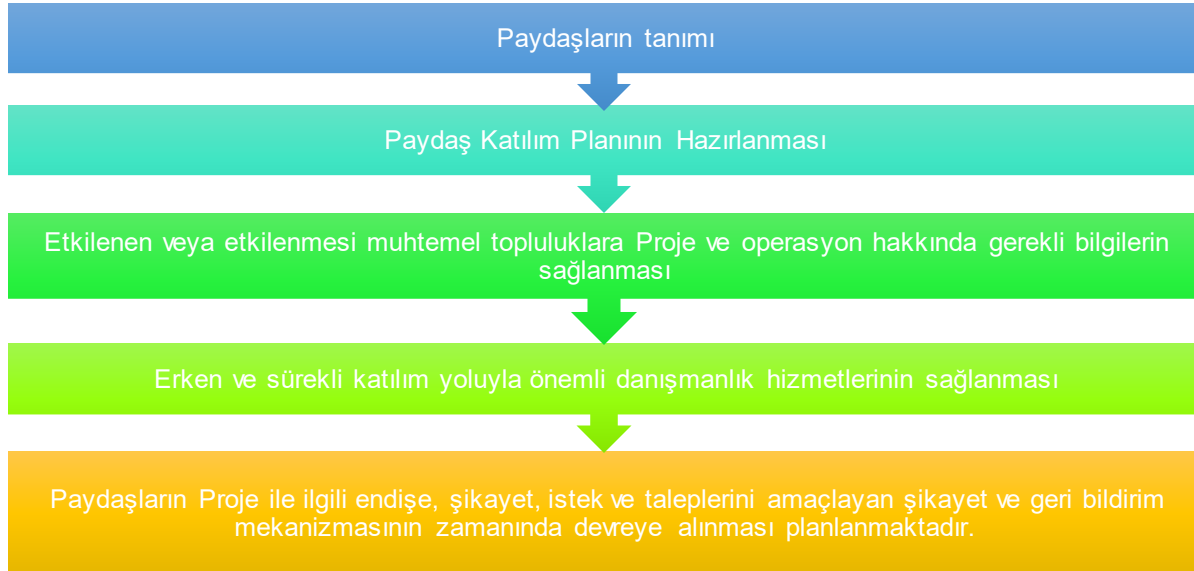 Paydaşların tanımı
Paydaş Katılım Planının Hazırlanması
Etkilenen veya etkilenmesi muhtemel topluluklara Proje ve operasyon hakkında gerekli bilgilerin
sağlanması
Erken ve sürekli katılım yoluyla önemli danışmanlık hizmetlerinin sağlanması
Paydaşların Proje ile ilgili endişe, şikayet, istek ve taleplerini amaçlayan şikayet ve geri bildirim
mekanizmasının zamanında devreye alınması planlanmaktadır.